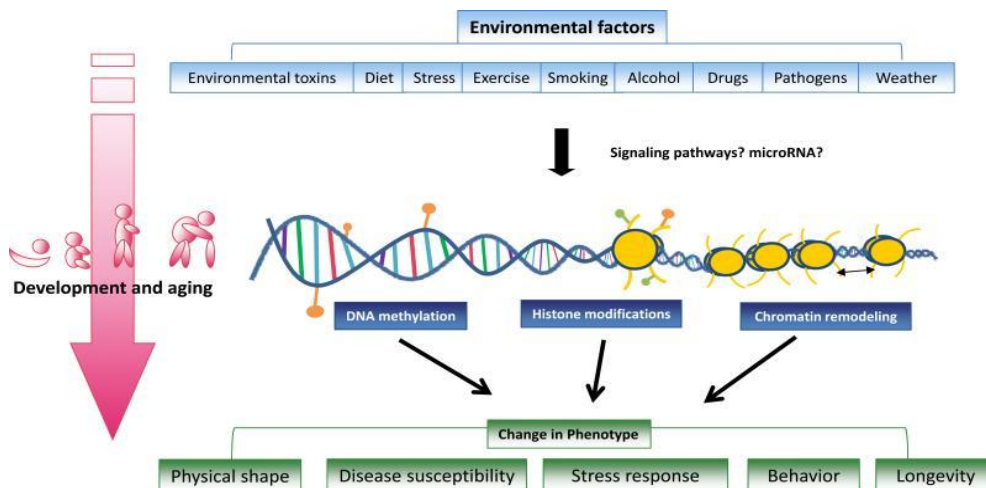 Environmental factors
Environmental toxins Diet Stress Exercise Smoking Alcohol Drugs Pathogens Weather
Signaling pathways? microRNA?
Development and aging
DNA methylation Histone modifications Chromatin remodeling
Change in Phenotype
Physical shape Disease susceptibility Stress response Behavior Longevity